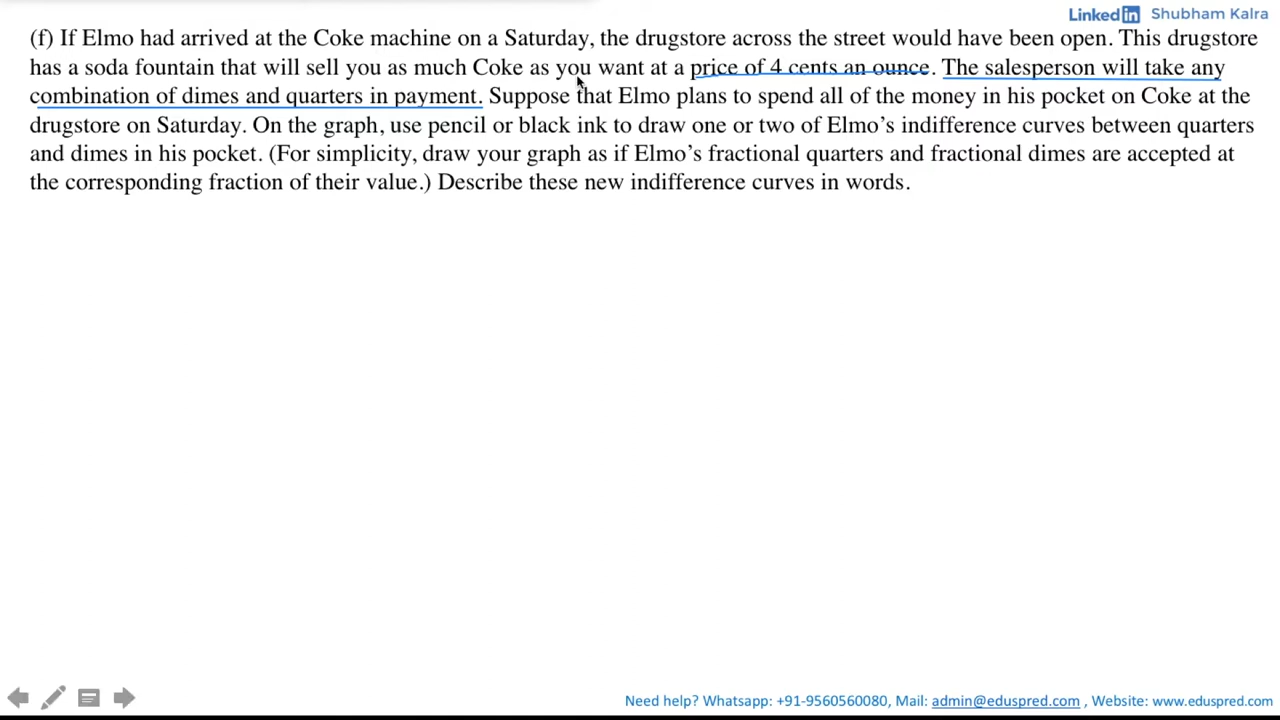 Linked in Shubham Kalra
(f) If Elmo had arrived at the Coke machine on a Saturday, the drugstore across the street would have been open. This drugstore
has a soda fountain that will sell you as much Coke as you want at a price of 4 cents an ounce. The salesperson will take any
combination of dimes and quarters in payment. Suppose that Elmo plans to spend all of the money in his pocket on Coke at the
drugstore on Saturday. On the graph, use pencil or black ink to draw one or two of Elmo’s indifference curves between quarters
and dimes in his pocket. (For simplicity, draw your graph as if Elmo’s fractional quarters and fractional dimes are accepted at
the corresponding fraction of their value.) Describe these new indifference curves in words.
Need help? Whatsapp: +91-9560560080, Mail: admin@eduspred.com , Website: www.eduspred.com